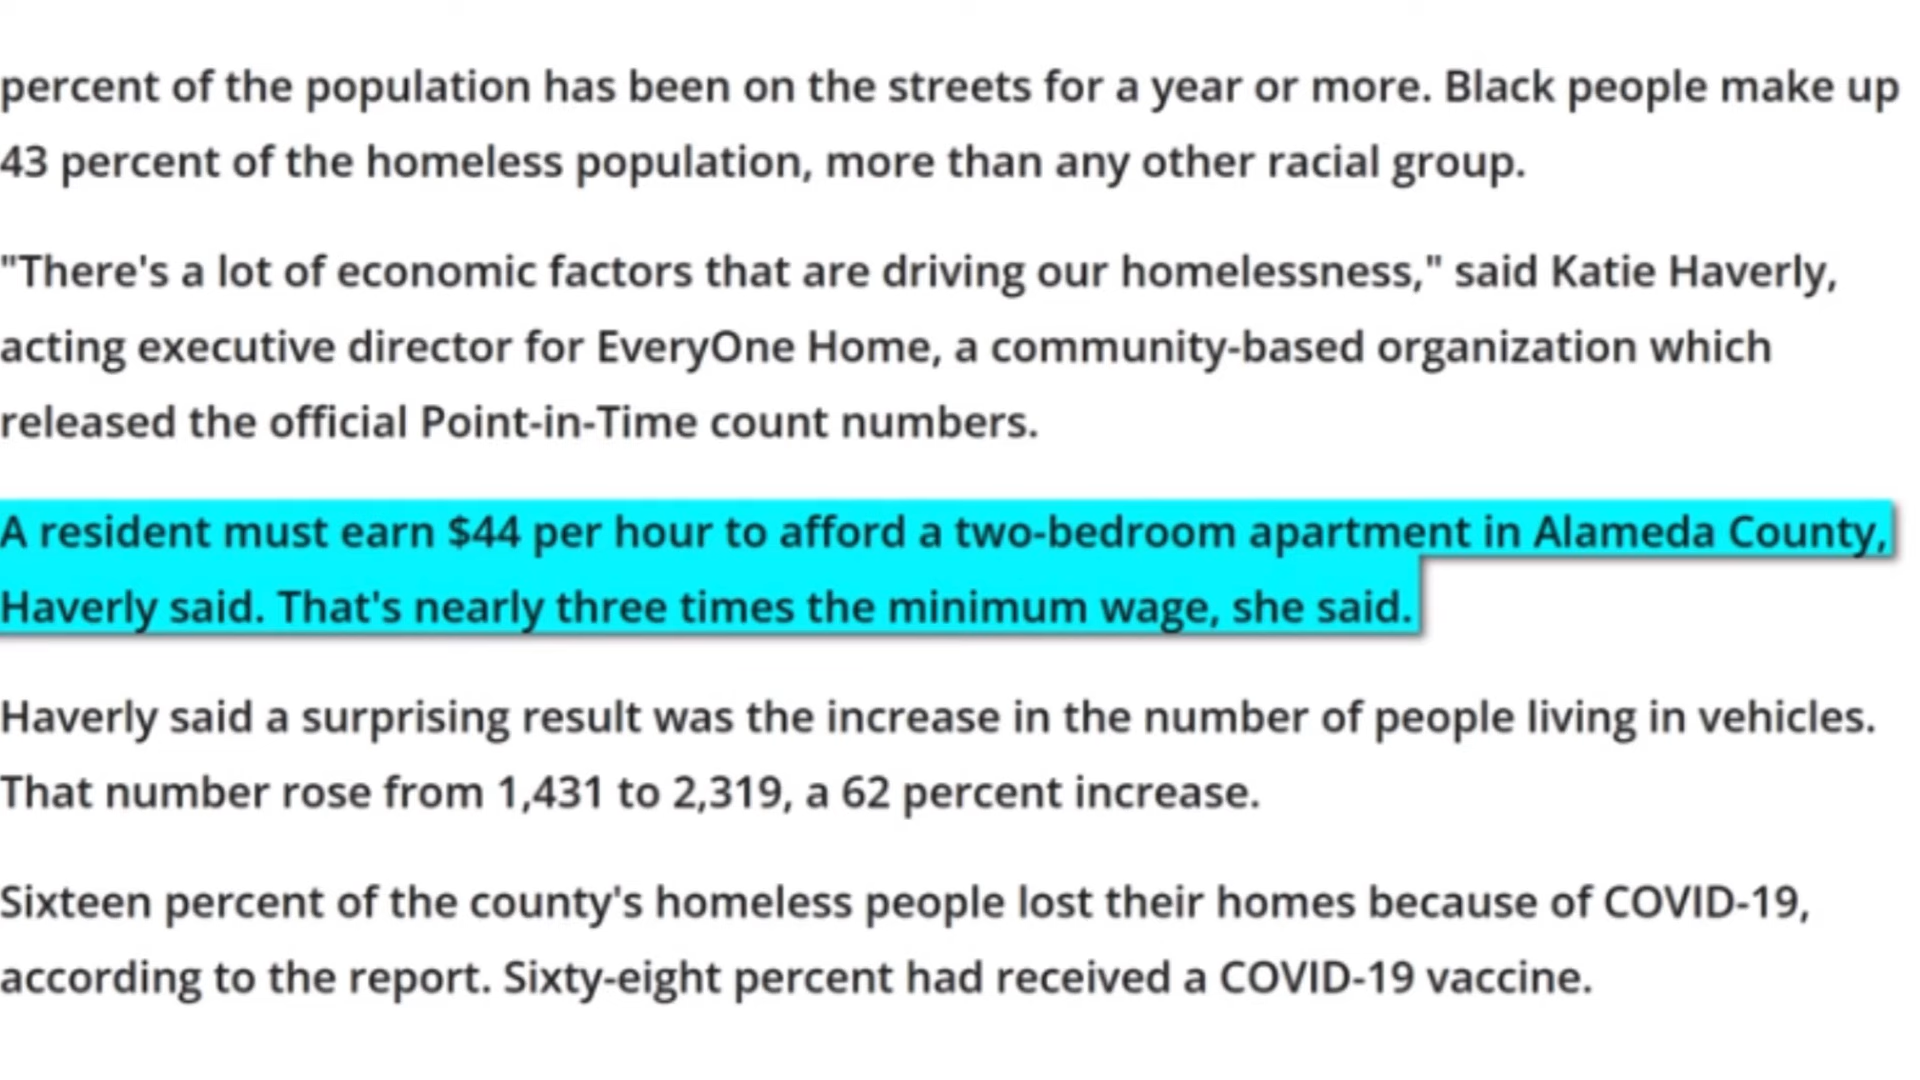 percent of the population has been on the streets for a year or more. Black people make up
43 percent of the homeless population, more than any other racial group.
"There's a lot of economic factors that are driving our homelessness," said Katie Haverly,
acting executive director for EveryOne Home, a community-based organization which
released the official Point-in-Time count numbers.
A resident must earn $44 per hour to afford a two-bedroom apartment in Alameda County,
Haverly said. That's nearly three times the minimum wage, she said.
Haverly said a surprising result was the increase in the number of people living in vehicles.
That number rose from 1,431 to 2,319, a 62 percent increase.
Sixteen percent of the county's homeless people lost their homes because of COVID-19,
according to the report. Sixty-eight percent had received a COVID-19 vaccine.